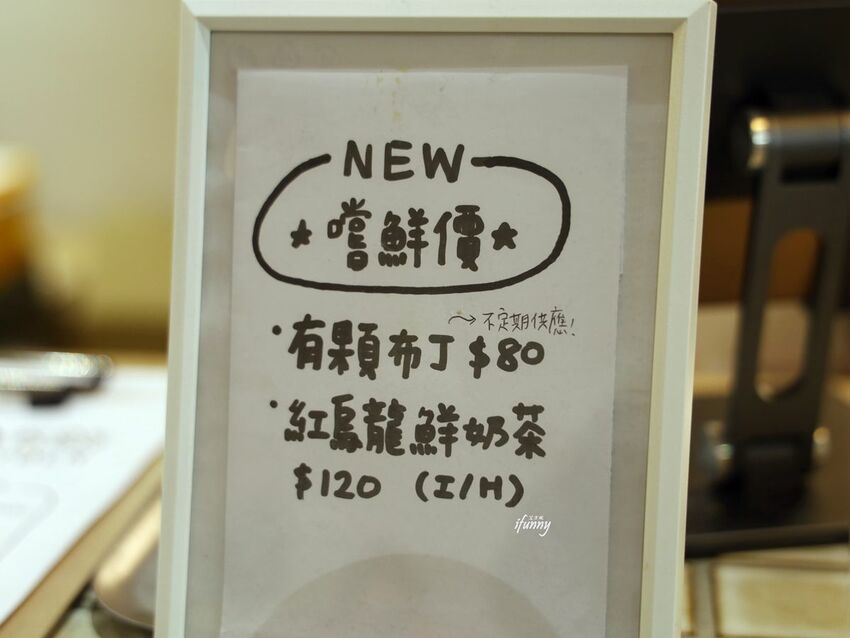 NEW
★嚐鮮價★
→不定期供應!
·有顆布丁$80
·紅烏龍鮮奶茶
$120 (I/H)
ifunny